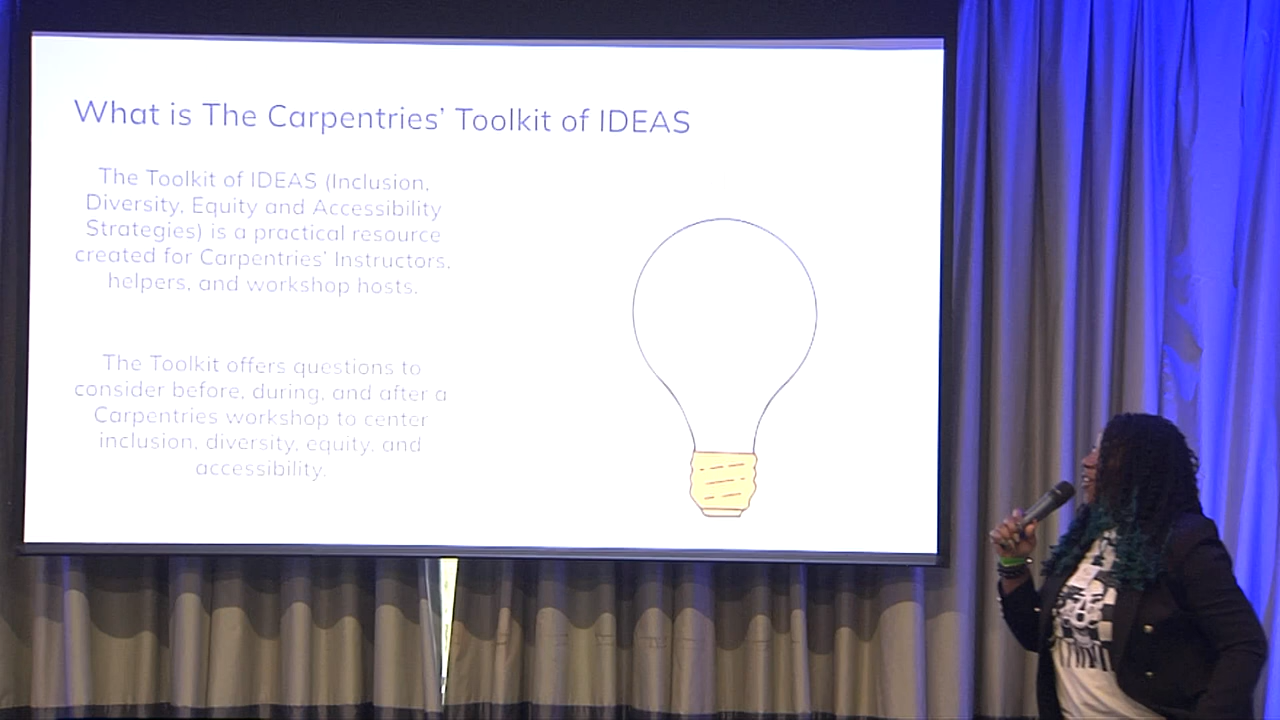 What is The Carpentries' Toolkit of IDEAS
The Toolkit of IDEAS (Inclusion,
Diversity, Equity and Accessibility
Strategies) is a practical resource
created for Carpentries' Instructors,
helpers, and workshop hosts.
The Toolkit offers questions to
consider before, during, and after a
Carpentries workshop to center
inclusion, diversity, equity, and
accessibility.